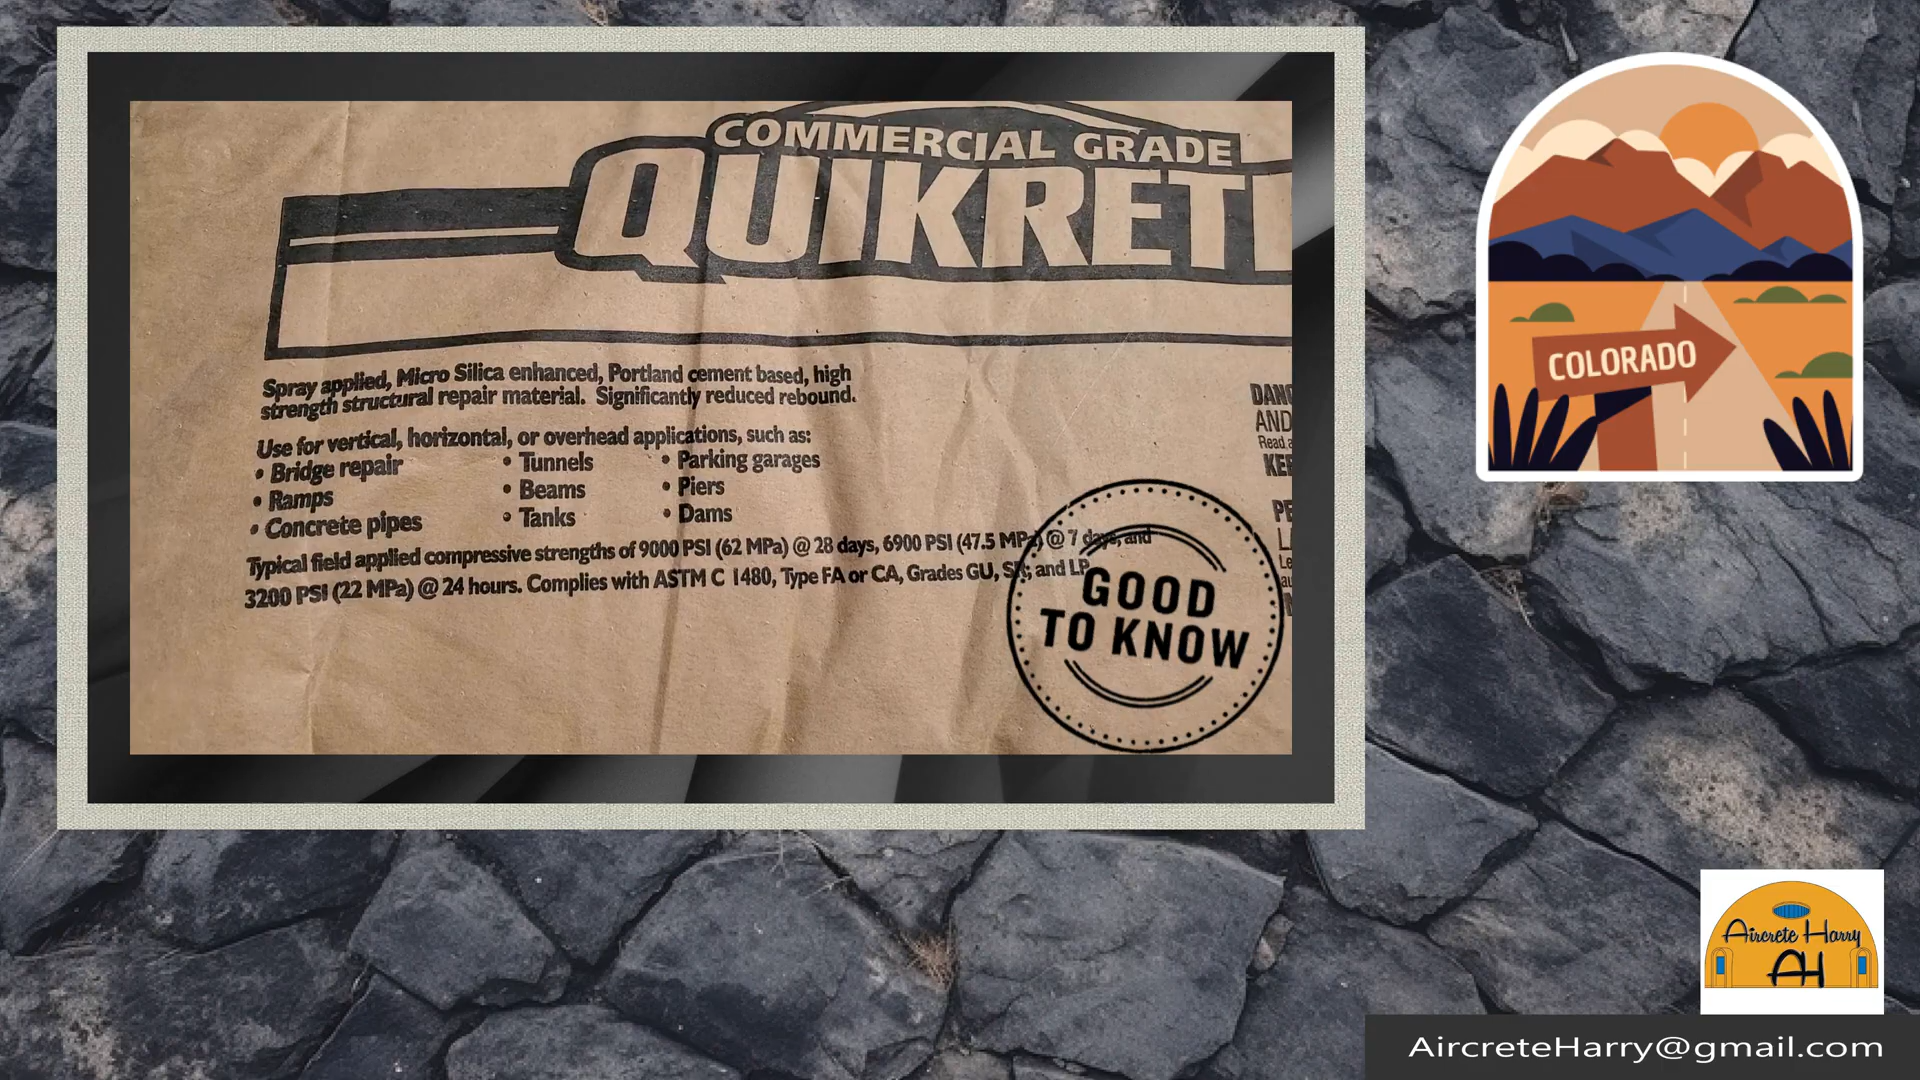 COMMERCIAL GRADE
QUIKRETE
Spray applied, Micro Silica enhanced, Portland cement based, high
strength structural repair material. Significantly reduced rebound.
Use for vertical, horizontal, or overhead applications, such as:
• Bridge repair • Tunnels • Parking garages
• Ramps • Beams • Piers
• Concrete pipes • Tanks • Dams
Typical field applied compressive strengths of 9000 PSI (62 MPa) @ 28 days, 6900 PSI (47.5 MPa) @ 7 days, and
3200 PSI (22 MPa) @ 24 hours. Complies with ASTM C 1480, Type FA or CA, Grades GU, and LP
AND
Read
GOOD
TO KNOW
COLORADO
Aircrete Harry
AH
AircreteHarry@gmail.com